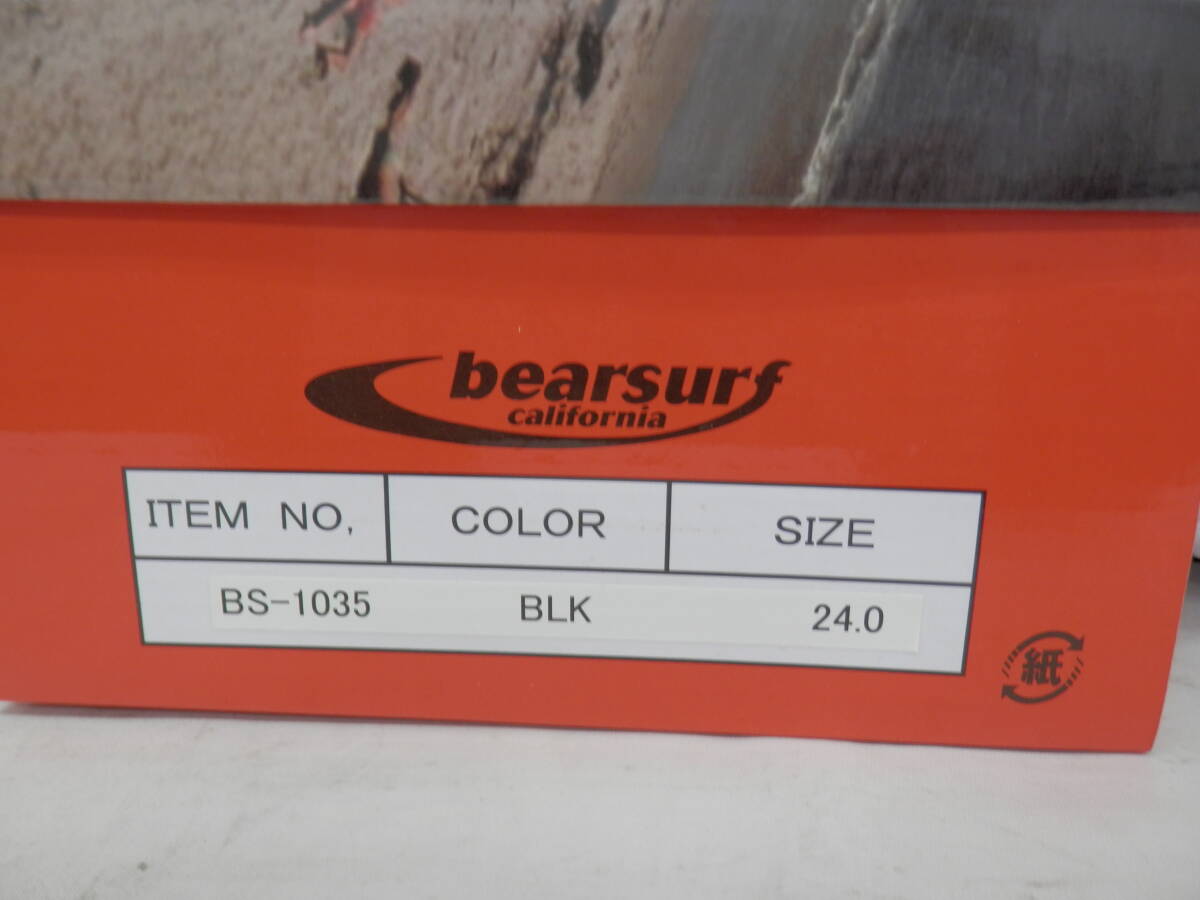 bearsurf
california
ITEM NO, COLOR SIZE
BS-1035 BLK 24.0
紙